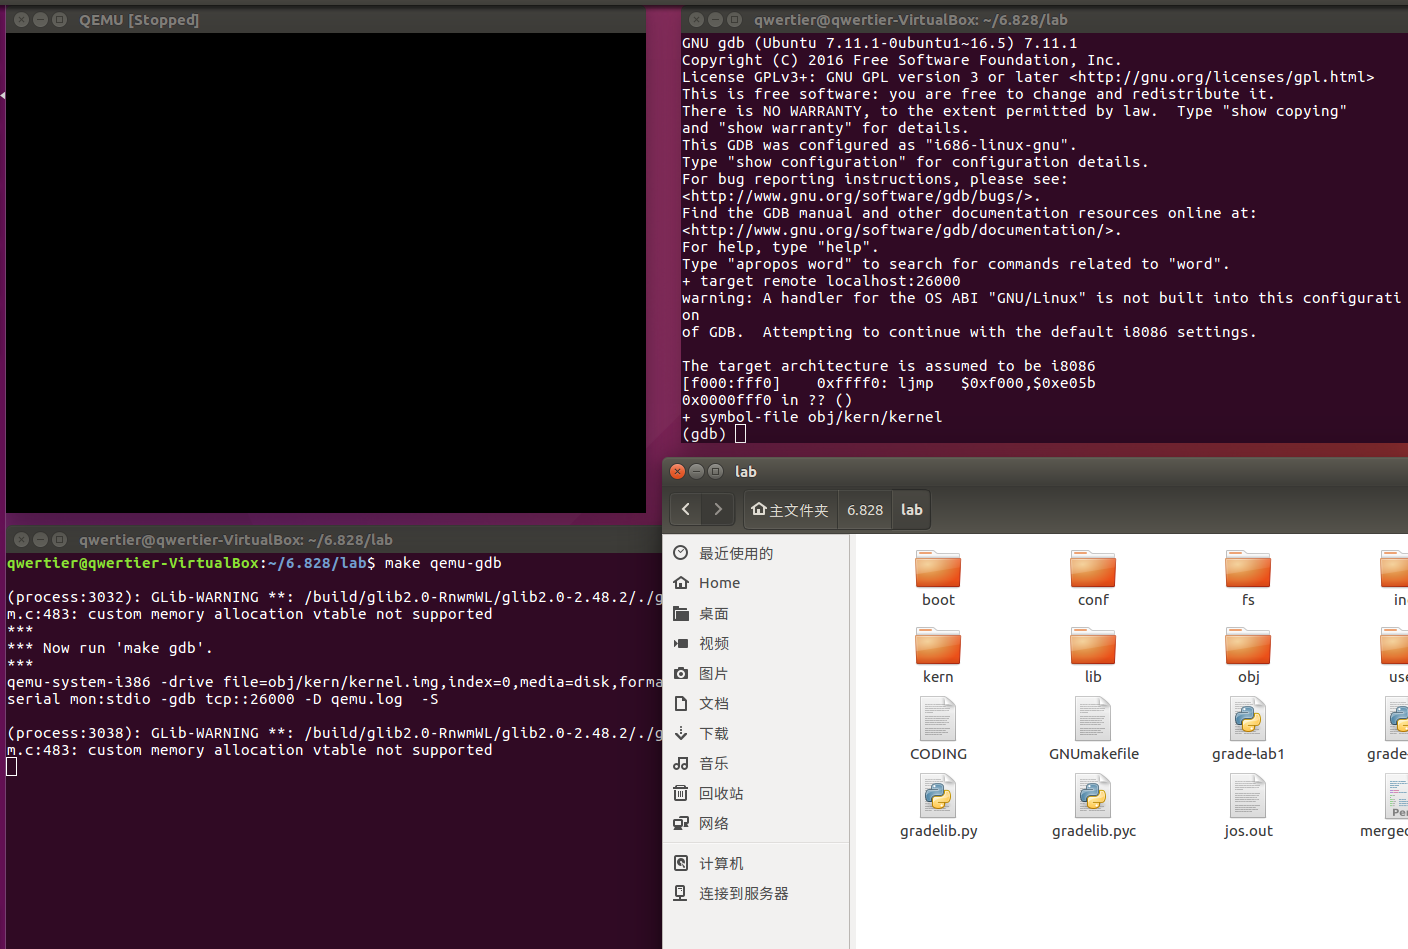 QEMU [Stopped]
qwertier@qwertier-VirtualBox: ~/6.828/lab
GNU gdb (Ubuntu 7.11.1-0ubuntu1~16.5) 7.11.1
Copyright (C) 2016 Free Software Foundation, Inc.
License GPLv3+: GNU GPL version 3 or later <http://gnu.org/licenses/gpl.html>
This is free software: you are free to change and redistribute it.
There is NO WARRANTY, to the extent permitted by law.  Type "show copying"
and "show warranty" for details.
This GDB was configured as "i686-linux-gnu".
Type "show configuration" for configuration details.
For bug reporting instructions, please see:
<http://www.gnu.org/software/gdb/bugs/>.
Find the GDB manual and other documentation resources online at:
<http://www.gnu.org/software/gdb/documentation/>.
For help, type "help".
Type "apropos word" to search for commands related to "word".
+ target remote localhost:26000
warning: A handler for the OS ABI "GNU/Linux" is not built into this configurati
on
of GDB.  Attempting to continue with the default i8086 settings.
The target architecture is assumed to be i8086
[f000:fff0]    0xffff0: ljmp   $0xf000,$0xe05b
0x0000fff0 in ?? ()
+ symbol-file obj/kern/kernel
(gdb)
qwertier@qwertier-VirtualBox: ~/6.828/lab
qwertier@qwertier-VirtualBox:~/6.828/lab$ make qemu-gdb
(process:3032): GLib-WARNING **: /build/glib2.0-RnwmWL/glib2.0-2.48.2/./g
m.c:483: custom memory allocation vtable not supported
***
*** Now run 'make gdb'.
***
qemu-system-i386 -drive file=obj/kern/kernel.img,index=0,media=disk,forma
serial mon:stdio -gdb tcp::26000 -D qemu.log  -S
(process:3038): GLib-WARNING **: /build/glib2.0-RnwmWL/glib2.0-2.48.2/./g
m.c:483: custom memory allocation vtable not supported
lab
主文件夹 6.828 lab
最近使用的
Home
桌面
视频
图片
文档
下载
音乐
回收站
网络
计算机
连接到服务器
boot conf fs in
kern lib obj use
CODING GNUmakefile grade-lab1 grade-
gradelib.py gradelib.pyc jos.out merged